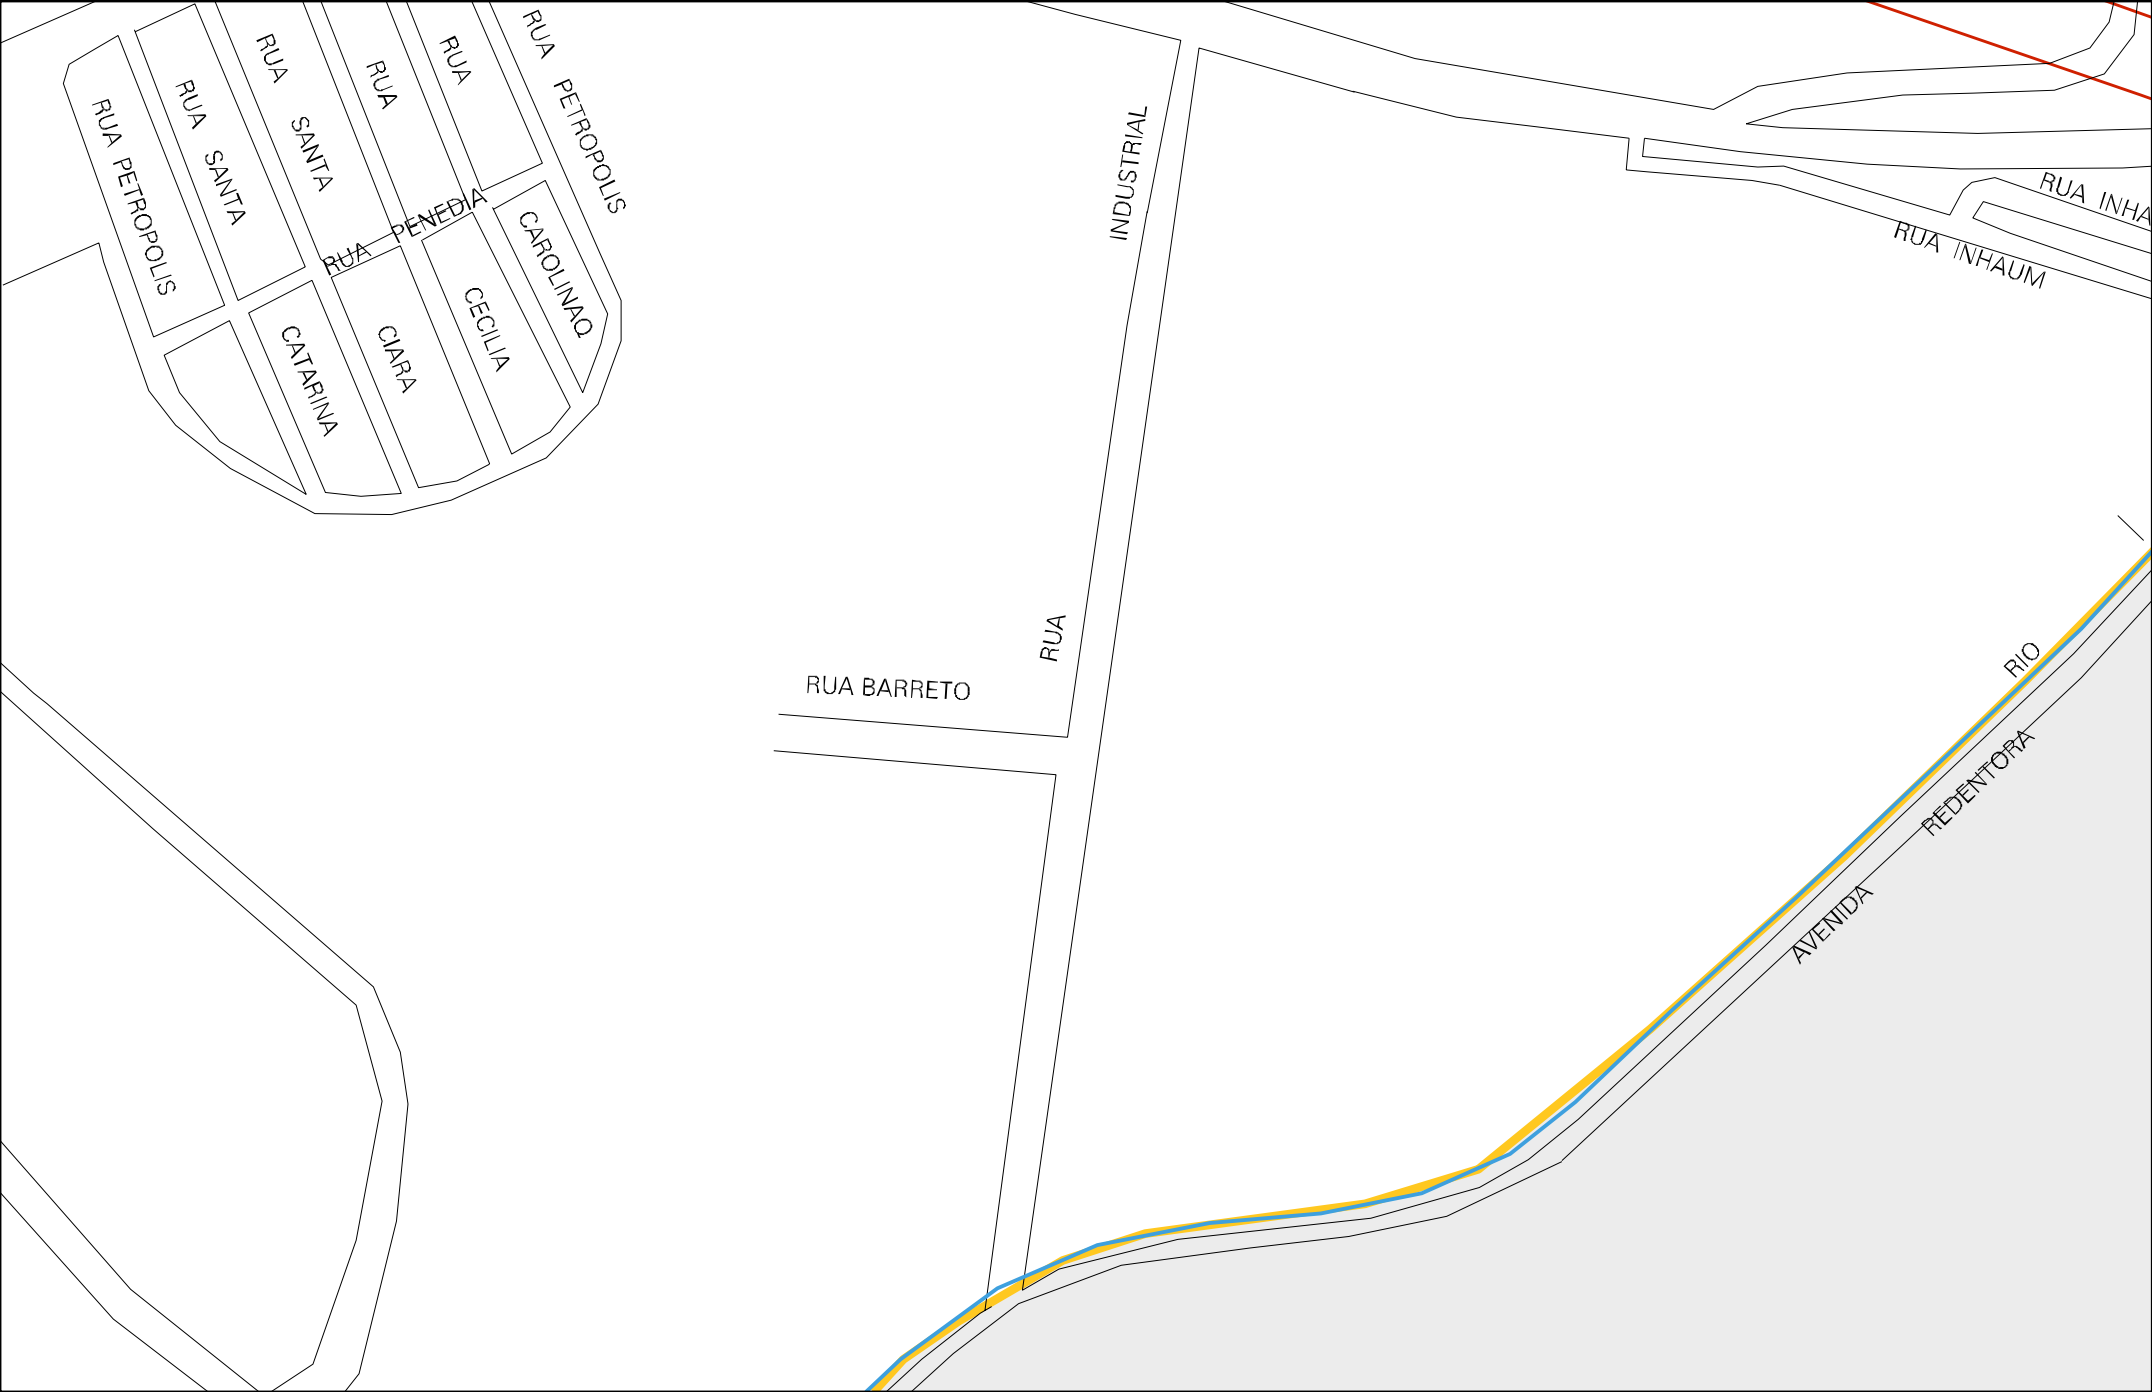 RUA PETROPOLIS
RUA SANTA CATARINA
RUA SANTA CIARA
RUA CECILIA
RUA CAROLINAQ
RUA PETROPOLIS
RUA PENEDIA
RUA INDUSTRIAL
RUA BARRETO
RUA INHA
RUA INHAUM
RIO
AVENIDA REDENTORA